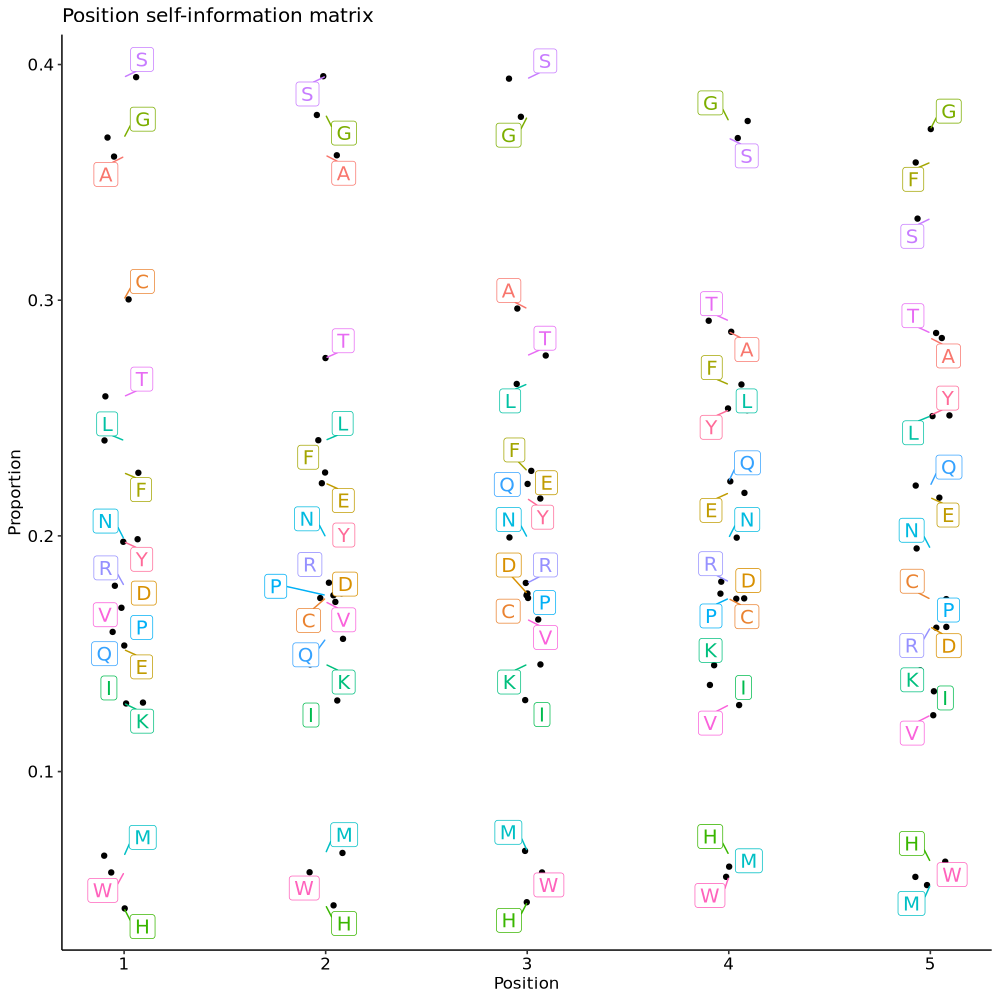 Position self-information matrix
Proportion
0.4
0.3
0.2
0.1
S
G
A
C
T
L
F
N
Y
R
D
V
P
Q
E
I
K
M
W
H
S
G
A
T
L
F
E
N
Y
R
P
D
C
V
Q
K
I
M
W
H
S
G
A
T
L
F
Q
E
Y
N
D
R
C
P
V
K
I
M
W
H
G
S
T
A
F
L
Y
Q
E
N
R
D
P
C
K
I
V
H
M
W
G
F
S
T
A
Y
L
Q
E
N
C
P
R
D
K
I
V
H
W
M
1 2 3 4 5
Position